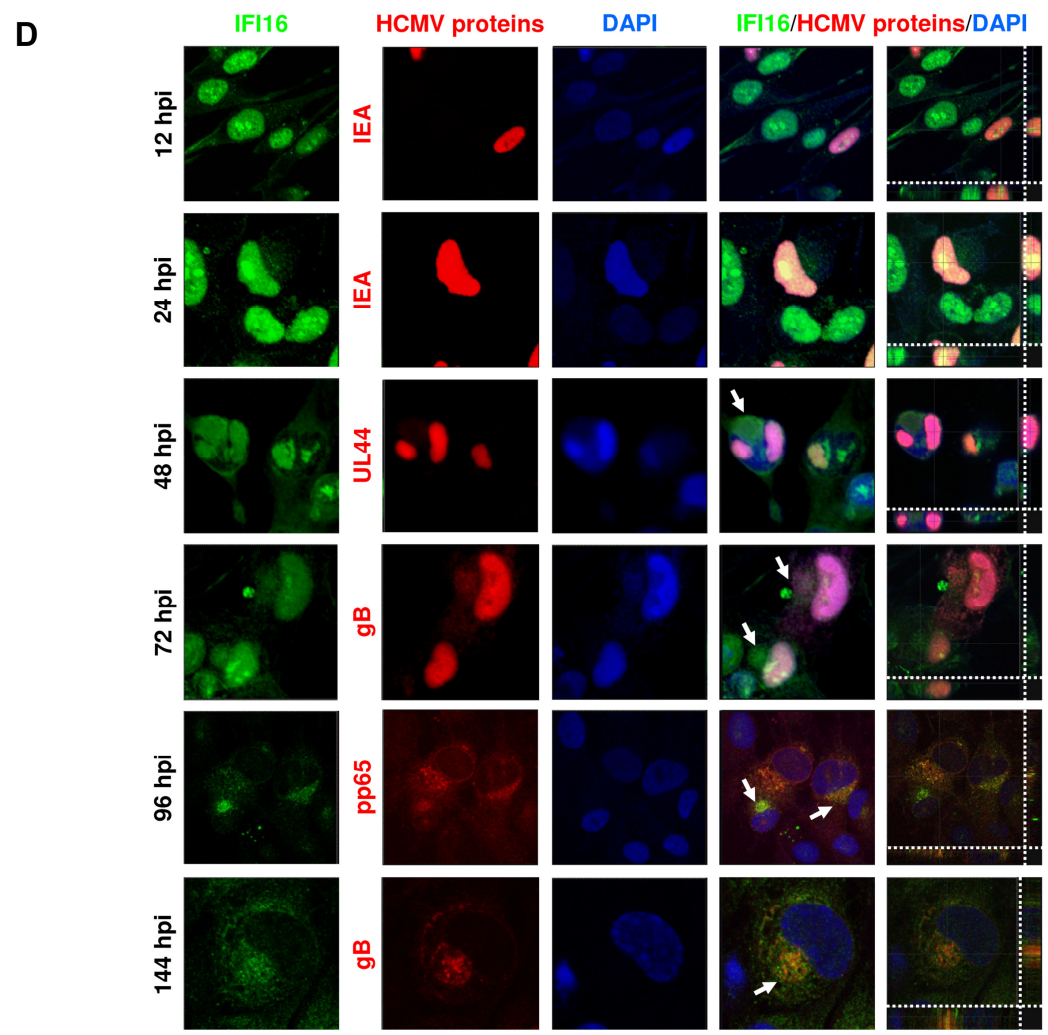 D
IFI16 HCMV proteins DAPI IFI16/HCMV proteins/DAPI
12 hpi IEA
24 hpi IEA
48 hpi UL44
72 hpi gB
96 hpi pp65
144 hpi gB